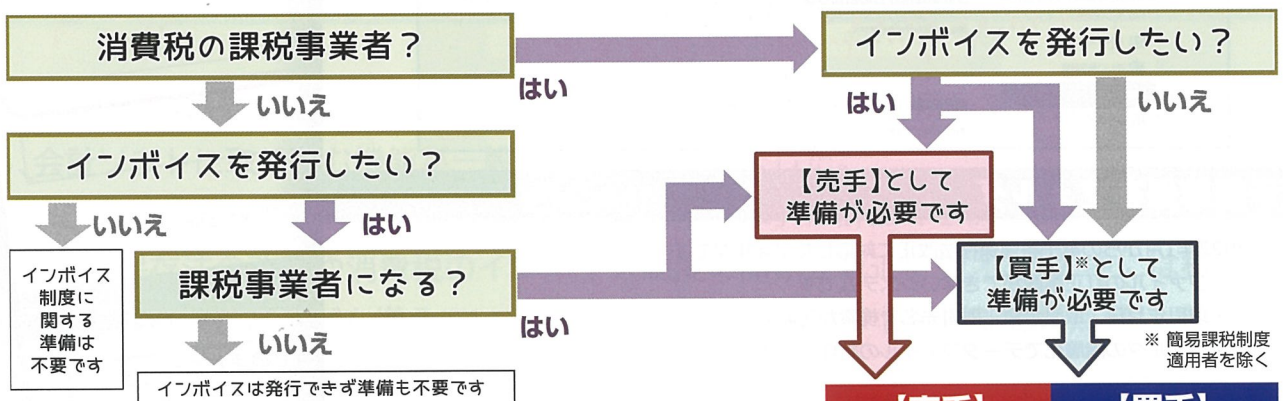 消費税の課税事業者?
はい
インボイスを発行したい?
いいえ
はい
いいえ
インボイスを発行したい?
いいえ
はい
【売手】として
準備が必要です
インボイス
制度に
関する
準備は
不要です
課税事業者になる?
はい
【買手】※として
準備が必要です
※ 簡易課税制度
適用者を除く
いいえ
インボイスは発行できず準備も不要です
【売手】
【買手】